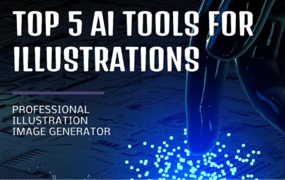 TOP 5 AI TOOLS FOR
ILLUSTRATIONS
PROFESSIONAL
ILLUSTRATION
IMAGE GENERATOR